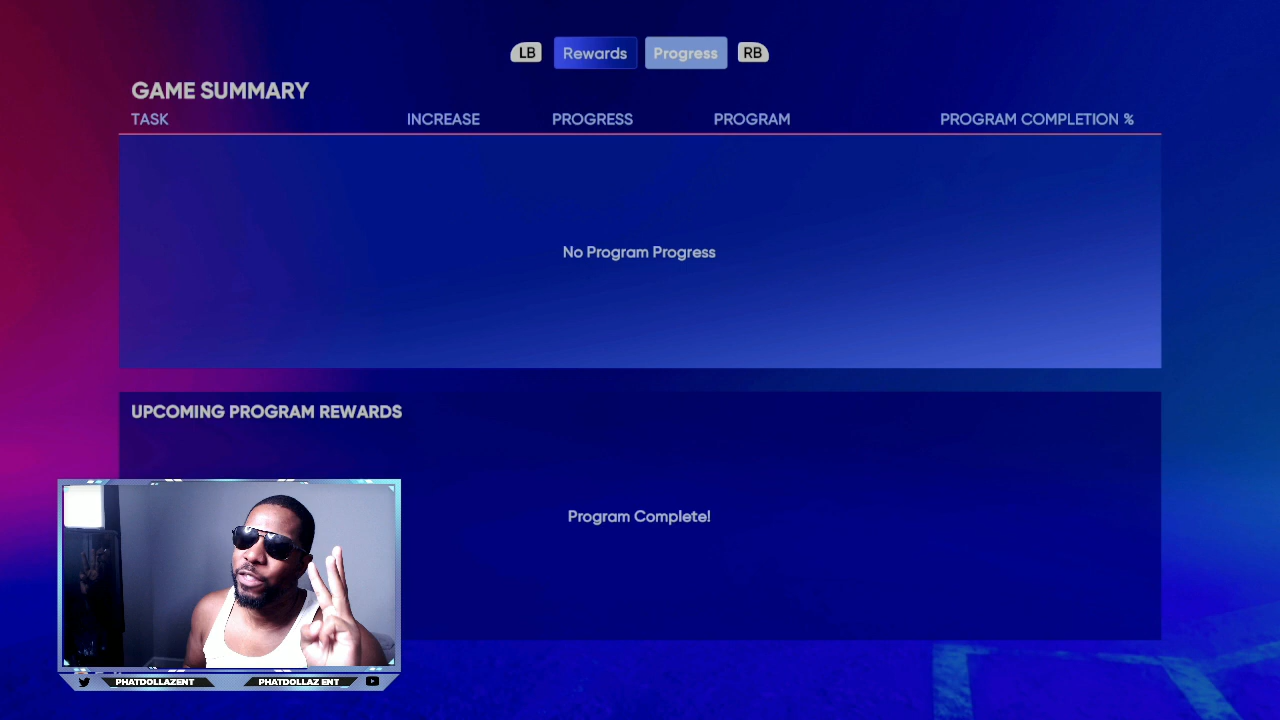 LB Rewards Progress RB
GAME SUMMARY
TASK INCREASE PROGRESS PROGRAM PROGRAM COMPLETION %
No Program Progress
UPCOMING PROGRAM REWARDS
Program Complete!
PHATDOLLAZENT PHATDOLLAZ ENT